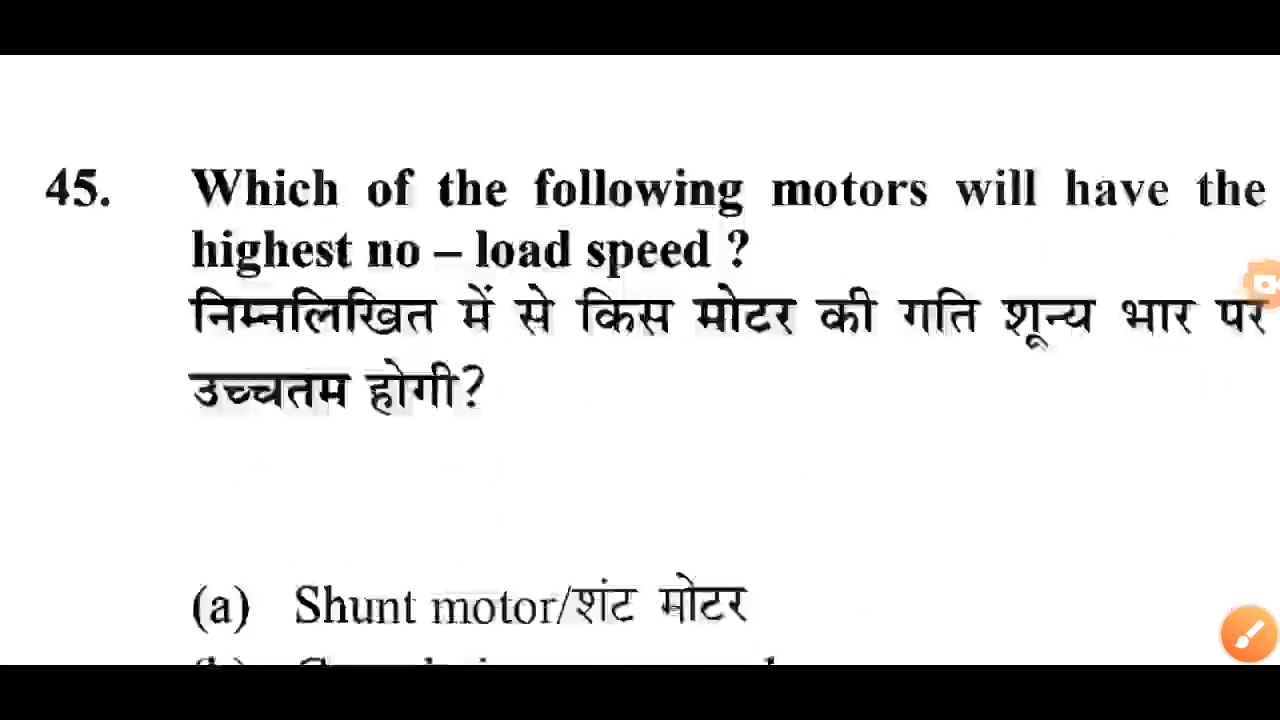 45. Which of the following motors will have the
highest no – load speed ?
निम्नलिखित में से किस मोटर की गति शून्य भार पर
उच्चतम होगी?
(a) Shunt motor/शंट मोटर